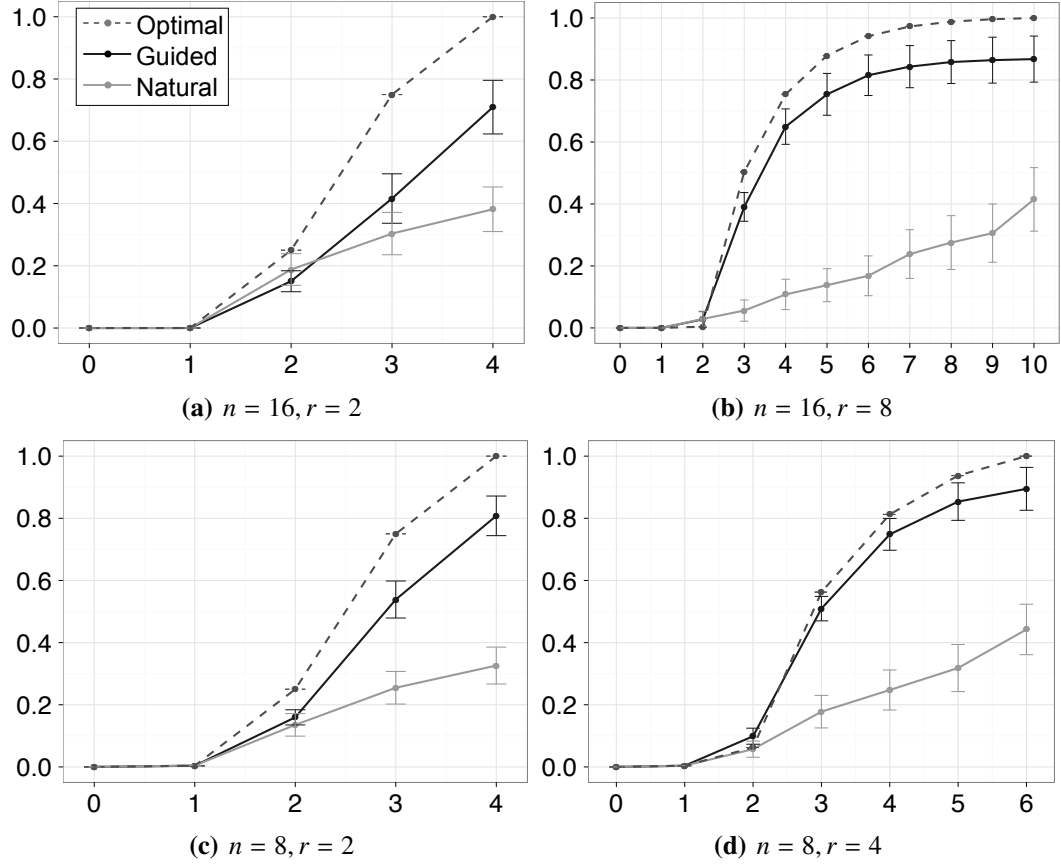 1.0
0.8
0.6
0.4
0.2
0.0
Optimal
Guided
Natural
0 1 2 3 4
(a) n = 16, r = 2
1.0
0.8
0.6
0.4
0.2
0.0
0 1 2 3 4 5 6 7 8 9 10
(b) n = 16, r = 8
1.0
0.8
0.6
0.4
0.2
0.0
0 1 2 3 4
(c) n = 8, r = 2
1.0
0.8
0.6
0.4
0.2
0.0
0 1 2 3 4 5 6
(d) n = 8, r = 4